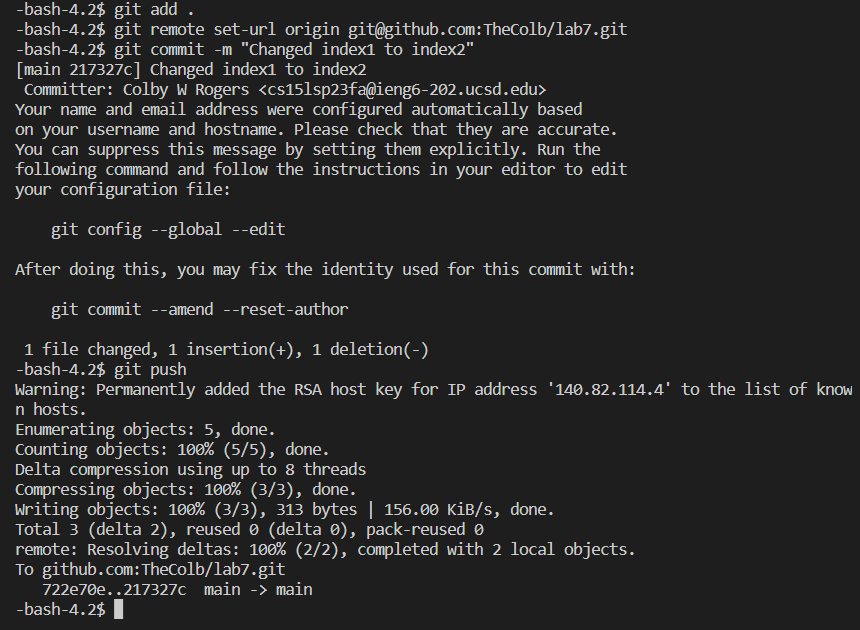 -bash-4.2$ git add .
-bash-4.2$ git remote set-url origin git@github.com:TheColb/lab7.git
-bash-4.2$ git commit -m "Changed index1 to index2"
[main 217327c] Changed index1 to index2
 Committer: Colby W Rogers <cs15lsp23fa@ieng6-202.ucsd.edu>
Your name and email address were configured automatically based
on your username and hostname. Please check that they are accurate.
You can suppress this message by setting them explicitly. Run the
following command and follow the instructions in your editor to edit
your configuration file:

    git config --global --edit

After doing this, you may fix the identity used for this commit with:

    git commit --amend --reset-author

 1 file changed, 1 insertion(+), 1 deletion(-)
-bash-4.2$ git push
Warning: Permanently added the RSA host key for IP address '140.82.114.4' to the list of know
n hosts.
Enumerating objects: 5, done.
Counting objects: 100% (5/5), done.
Delta compression using up to 8 threads
Compressing objects: 100% (3/3), done.
Writing objects: 100% (3/3), 313 bytes | 156.00 KiB/s, done.
Total 3 (delta 2), reused 0 (delta 0), pack-reused 0
remote: Resolving deltas: 100% (2/2), completed with 2 local objects.
To github.com:TheColb/lab7.git
   722e70e..217327c  main -> main
-bash-4.2$